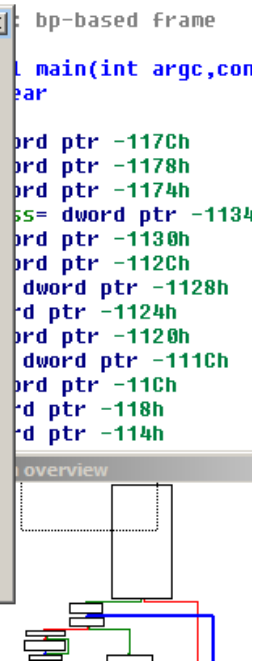 : bp-based frame
main(int argc,con
ear
ord ptr -117Ch
ord ptr -1178h
ord ptr -1174h
ss= dword ptr -1134
ord ptr -1130h
ord ptr -112Ch
dword ptr -1128h
rd ptr -1124h
ord ptr -1120h
dword ptr -111Ch
ord ptr -11Ch
rd ptr -118h
rd ptr -114h
overview